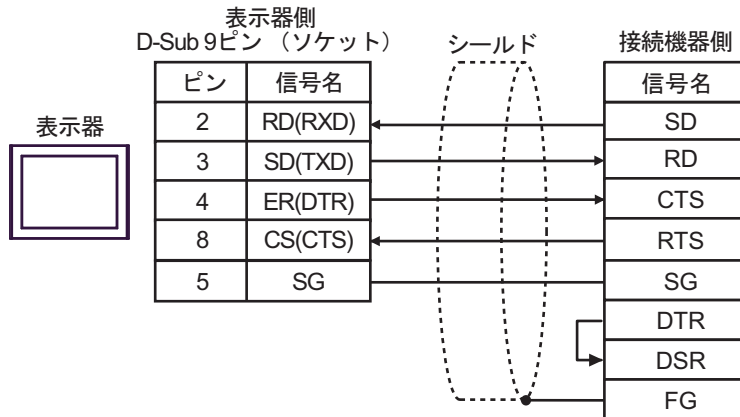 表示器側
D-Sub 9ピン （ソケット）
シールド
接続機器側
ピン 信号名
信号名
表示器
2 RD(RXD) SD
3 SD(TXD) RD
4 ER(DTR) CTS
8 CS(CTS) RTS
5 SG SG
DTR
DSR
FG